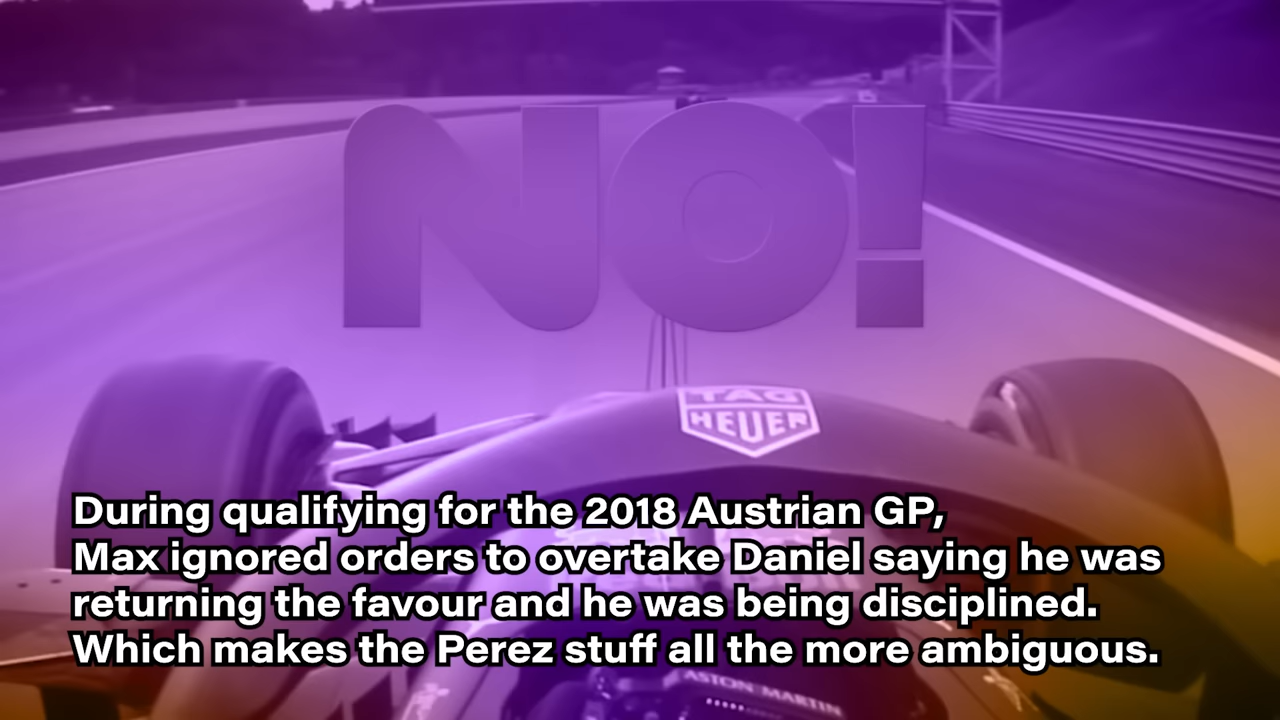 NO!
TAG
HEUER
During qualifying for the 2018 Austrian GP,
Max ignored orders to overtake Daniel saying he was
returning the favour and he was being disciplined.
Which makes the Perez stuff all the more ambiguous.
ASTON MARTIN